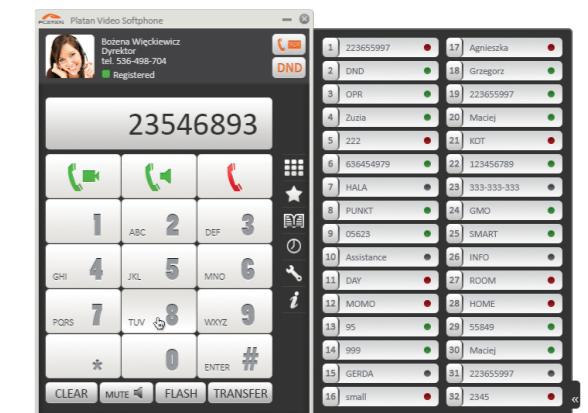 PLATAN Platan Video Softphone
Bożena Więckiewicz
Dyrektor
tel. 536-498-704
Registered
DND
23546893
1
ABC 2
DEF 3
GHI 4
JKL 5
MNO 6
PQRS 7
TUV 8
WXYZ 9
*
0
ENTER #
CLEAR MUTE FLASH TRANSFER
1 223655997
2 DND
3 OPR
4 Zuzia
5 222
6 636454979
7 HALA
8 PUNKT
9 05623
10 Assistance
11 DAY
12 MOMO
13 95
14 999
15 GERDA
16 small
17 Agnieszka
18 Grzegorz
19 223655997
20 Maciej
21 KOT
22 123456789
23 333-333-333
24 GMO
25 SMART
26 INFO
27 ROOM
28 HOME
29 55849
30 Maciej
31 223655997
32 2345
«